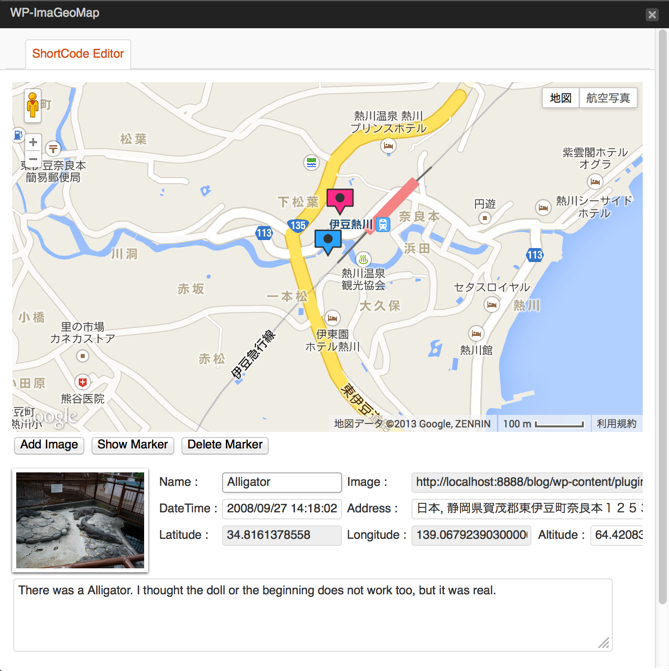 WP-ImaGeoMap
ShortCode Editor
地図
航空写真
熱川温泉 熱川
プリンスホテル
松葉
東伊豆奈良本
簡易郵便局
紫雲閣ホテル
オグラ
下松葉
円遊
熱川シーサイド
ホテル
135
伊豆熱川
奈良本
113
浜田
113
川洞
熱川温泉
観光協会
赤坂
一本松
大久保
セタスロイヤル
熱川
小橋
里の市場
カネカストア
伊東園
ホテル熱川
伊豆急行線
赤松
熱川館
田原
熊谷医院
東伊豆
豆町
熱川小
Google
地図データ ©2013 Google, ZENRIN
100 m
利用規約
Add Image
Show Marker
Delete Marker
Name :
Alligator
Image :
http://localhost:8888/blog/wp-content/plugin
DateTime :
2008/09/27 14:18:02
Address :
日本, 静岡県賀茂郡東伊豆町奈良本１２５３
Latitude :
34.8161378558
Longitude :
139.0679239030000
Altitude :
64.42083
There was a Alligator. I thought the doll or the beginning does not work too, but it was real.